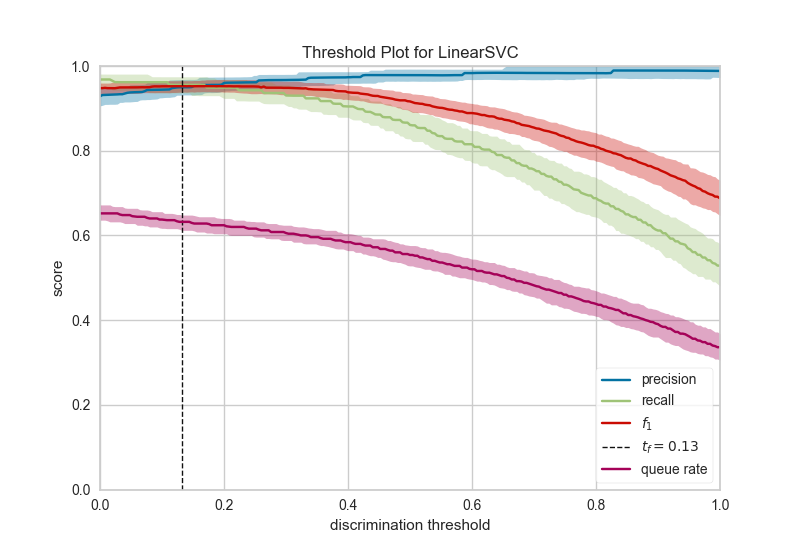 Threshold Plot for LinearSVC
1.0
0.8
0.6
0.4
0.2
0.0
score
0.0 0.2 0.4 0.6 0.8 1.0
discrimination threshold
precision
recall
f₁
t_f = 0.13
queue rate